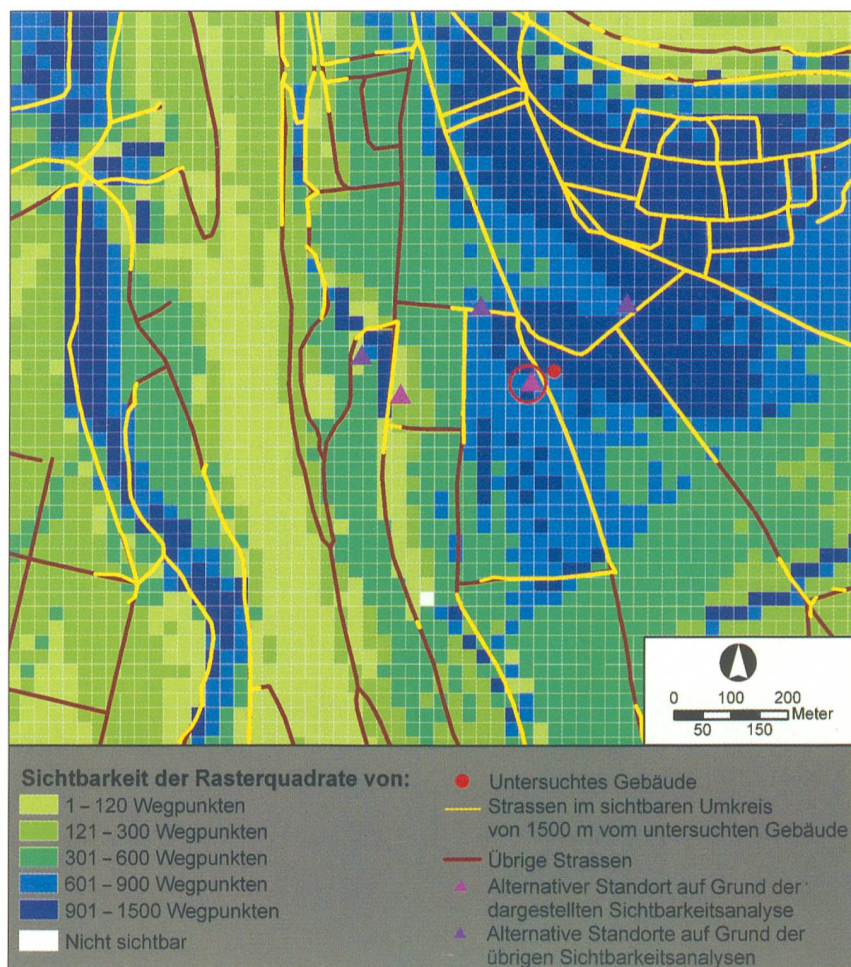 0 100 200
Meter
50 150
Sichtbarkeit der Rasterquadrate von:
1 – 120 Wegpunkten
121 – 300 Wegpunkten
301 – 600 Wegpunkten
601 – 900 Wegpunkten
901 – 1500 Wegpunkten
Nicht sichtbar
Untersuchtes Gebäude
Strassen im sichtbaren Umkreis
von 1500 m vom untersuchten Gebäude
Übrige Strassen
Alternativer Standort auf Grund der
dargestellten Sichtbarkeitsanalyse
Alternative Standorte auf Grund der
übrigen Sichtbarkeitsanalysen